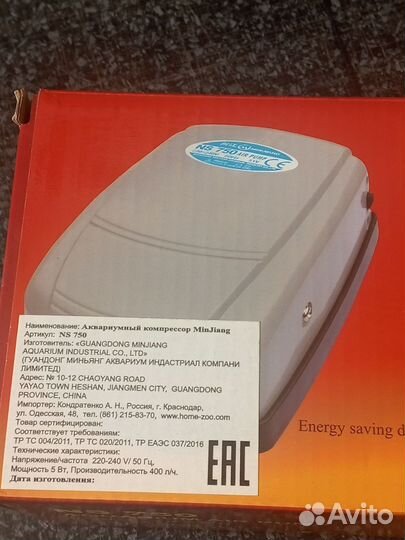 NS 750 AIR PUMP CE
Наименование: Аквариумный компрессор MinJiang
Артикул: NS 750
Изготовитель: «GUANGDONG MINJIANG
AQUARIUM INDUSTRIAL CO., LTD»
(ГУАНДОНГ МИНЬЯНГ АКВАРИУМ ИНДАСТРИАЛ КОМПАНИ
ЛИМИТЕД)
Адрес: № 10-12 CHAOYANG ROAD
YAYAO TOWN HESHAN, JIANGMEN CITY, GUANGDONG
PROVINCE, CHINA
Импортер: Кондратенко А. Н., Россия, г. Краснодар,
ул. Одесская, 48, тел. (861) 215-83-70, www.home-zoo.com
Товар сертифицирован:
Соответствует требованиям:
ТР ТС 004/2011, ТР ТС 020/2011, ТР ЕАЭС 037/2016
Технические характеристики:
Напряжение/частота 220-240 V/ 50 Гц,
Мощность 5 Вт, Производительность 400 л/ч.
Дата изготовления:
EAC
Energy saving d
Avito